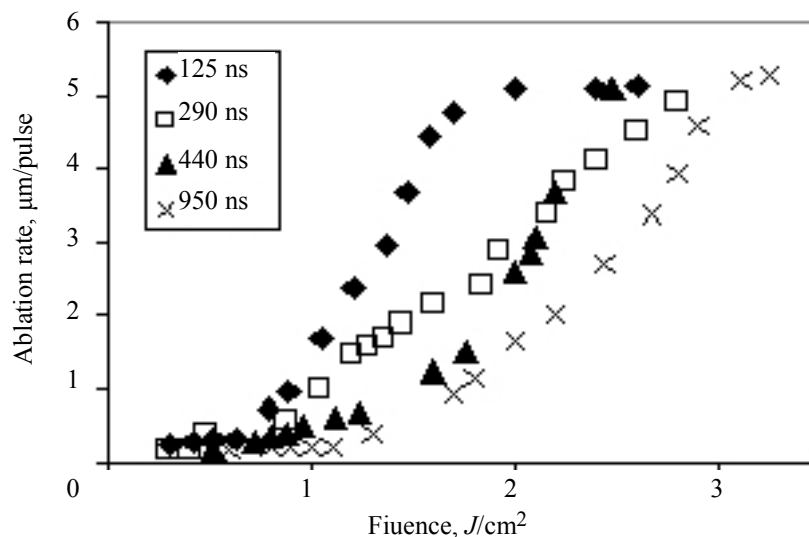 6
5
4
3
2
1
0
Ablation rate, μm/pulse
125 ns
290 ns
440 ns
950 ns
1 2 3
Fiuence, J/cm²